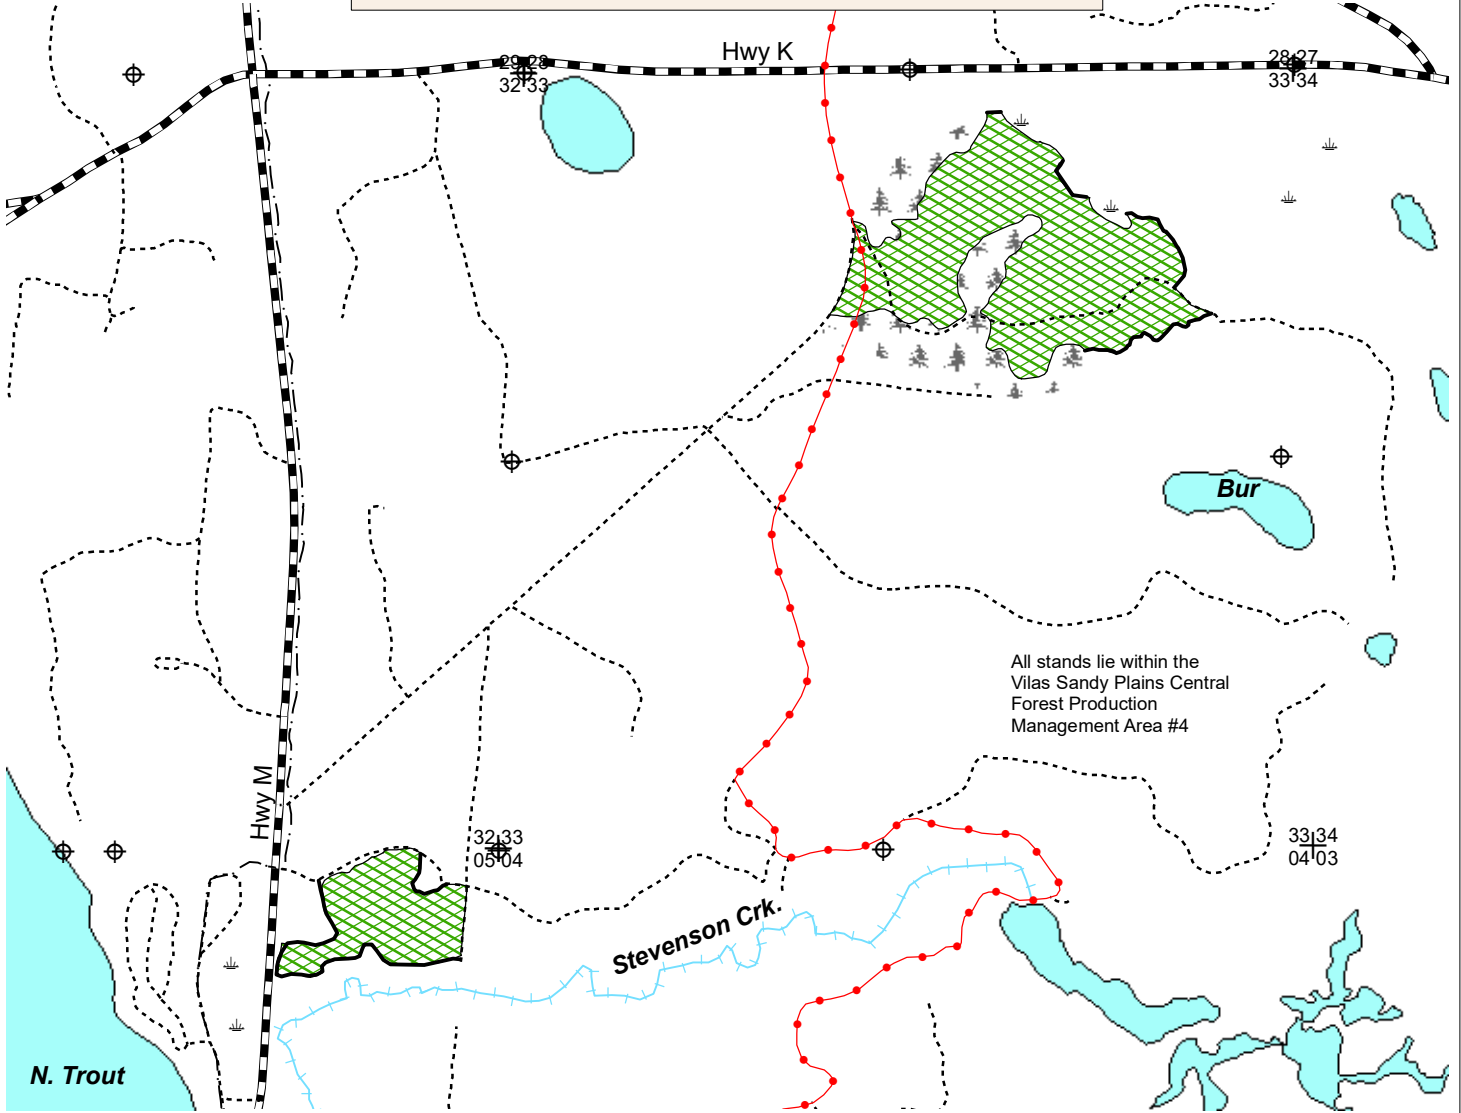 Hwy K
29 28
32 33
28 27
33 34
Bur
All stands lie within the
Vilas Sandy Plains Central
Forest Production
Management Area #4
Hwy M
32 33
05 04
33 34
04 03
Stevenson Crk.
N. Trout